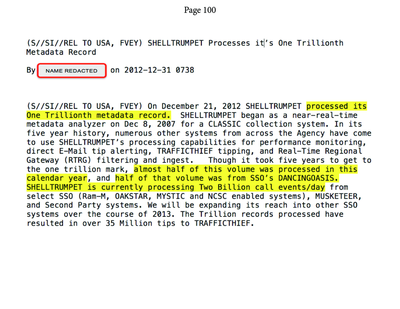 Page 100
(S//SI//REL TO USA, FVEY) SHELLTRUMPET Processes it's One Trillionth
Metadata Record
By NAME REDACTED on 2012-12-31 0738
(S//SI//REL TO USA, FVEY) On December 21, 2012 SHELLTRUMPET processed its
One Trillionth metadata record. SHELLTRUMPET began as a near-real-time
metadata analyzer on Dec 8, 2007 for a CLASSIC collection system. In its
five year history, numerous other systems from across the Agency have come
to use SHELLTRUMPET's processing capabilities for performance monitoring,
direct E-Mail tip alerting, TRAFFICTHIEF tipping, and Real-Time Regional
Gateway (RTRG) filtering and ingest. Though it took five years to get to
the one trillion mark, almost half of this volume was processed in this
calendar year, and half of that volume was from SSO's DANCINGOASIS.
SHELLTRUMPET is currently processing Two Billion call events/day from
select SSO (Ram-M, OAKSTAR, MYSTIC and NCSC enabled systems), MUSKETEER,
and Second Party systems. We will be expanding its reach into other SSO
systems over the course of 2013. The Trillion records processed have
resulted in over 35 Million tips to TRAFFICTHIEF.